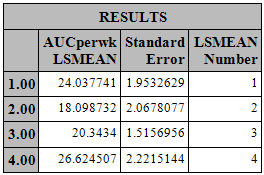 RESULTS
AUCperwk LSMEAN Standard Error LSMEAN Number
1.00 24.037741 1.9532629 1
2.00 18.098732 2.0678077 2
3.00 20.3434 1.5156956 3
4.00 26.624507 2.2215144 4